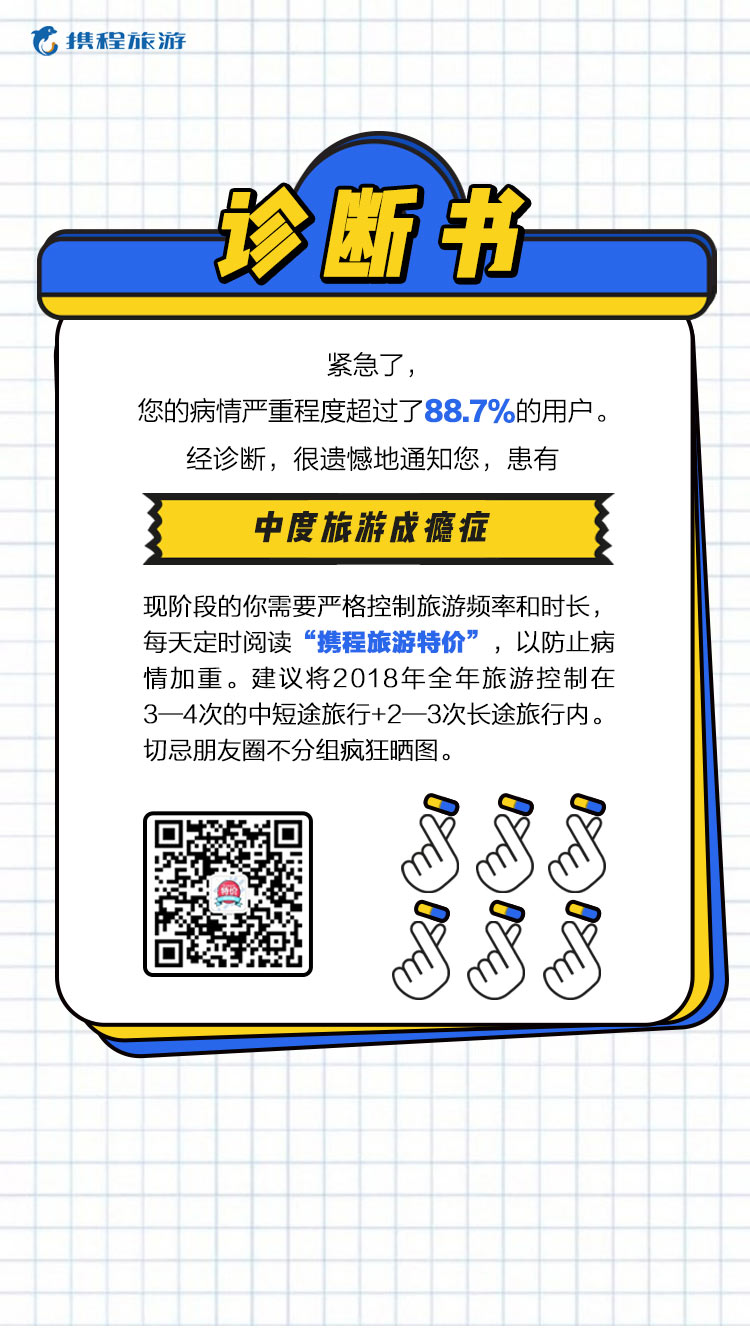 携程旅游
诊断书
紧急了，
您的病情严重程度超过了88.7%的用户。
经诊断，很遗憾地通知您，患有
中度旅游成瘾症
现阶段的你需要严格控制旅游频率和时长，
每天定时阅读“携程旅游特价”，以防止病
情加重。建议将2018年全年旅游控制在
3—4次的中短途旅行+2—3次长途旅行内。
切忌朋友圈不分组疯狂晒图。
特价